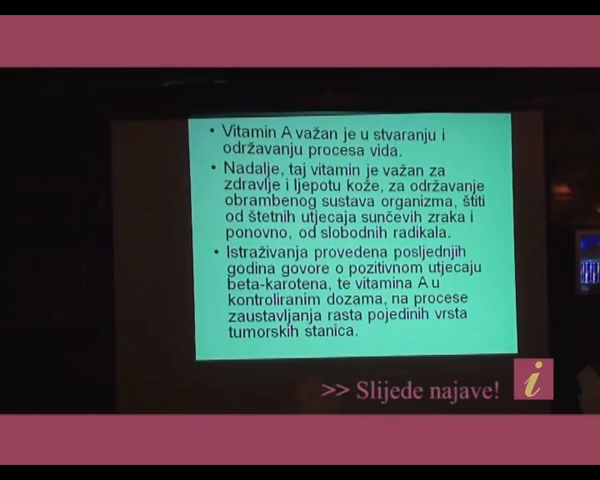 • Vitamin A važan je u stvaranju i
održavanju procesa vida.
• Nadalje, taj vitamin je važan za
zdravlje i ljepotu kože, za održavanje
obrambenog sustava organizma, štiti
od štetnih utjecaja sunčevih zraka i
ponovno, od slobodnih radikala.
• Istraživanja provedena posljednjih
godina govore o pozitivnom utjecaju
beta-karotena, te vitamina A u
kontroliranim dozama, na procese
zaustavljanja rasta pojedinih vrsta
tumorskih stanica.
>> Slijede najave!
i